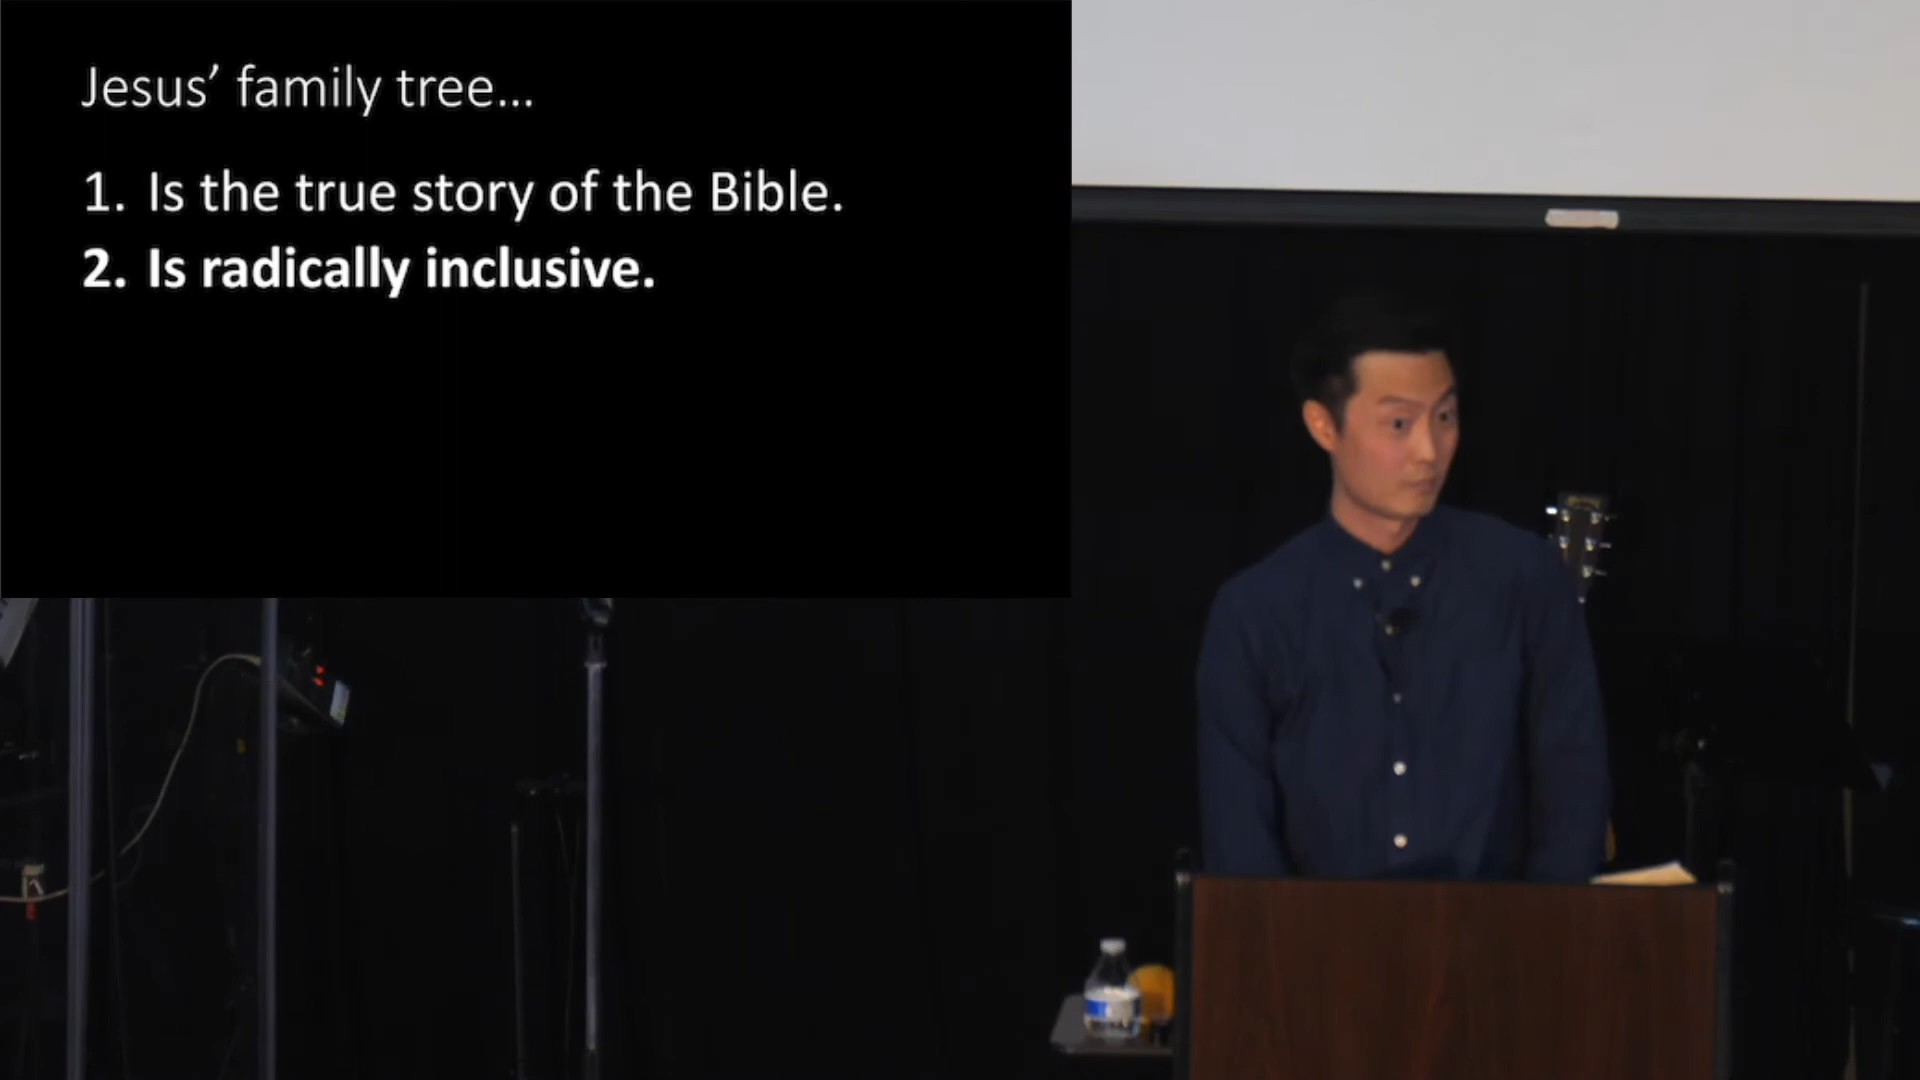 Jesus’ family tree...
1. Is the true story of the Bible.
2. Is radically inclusive.